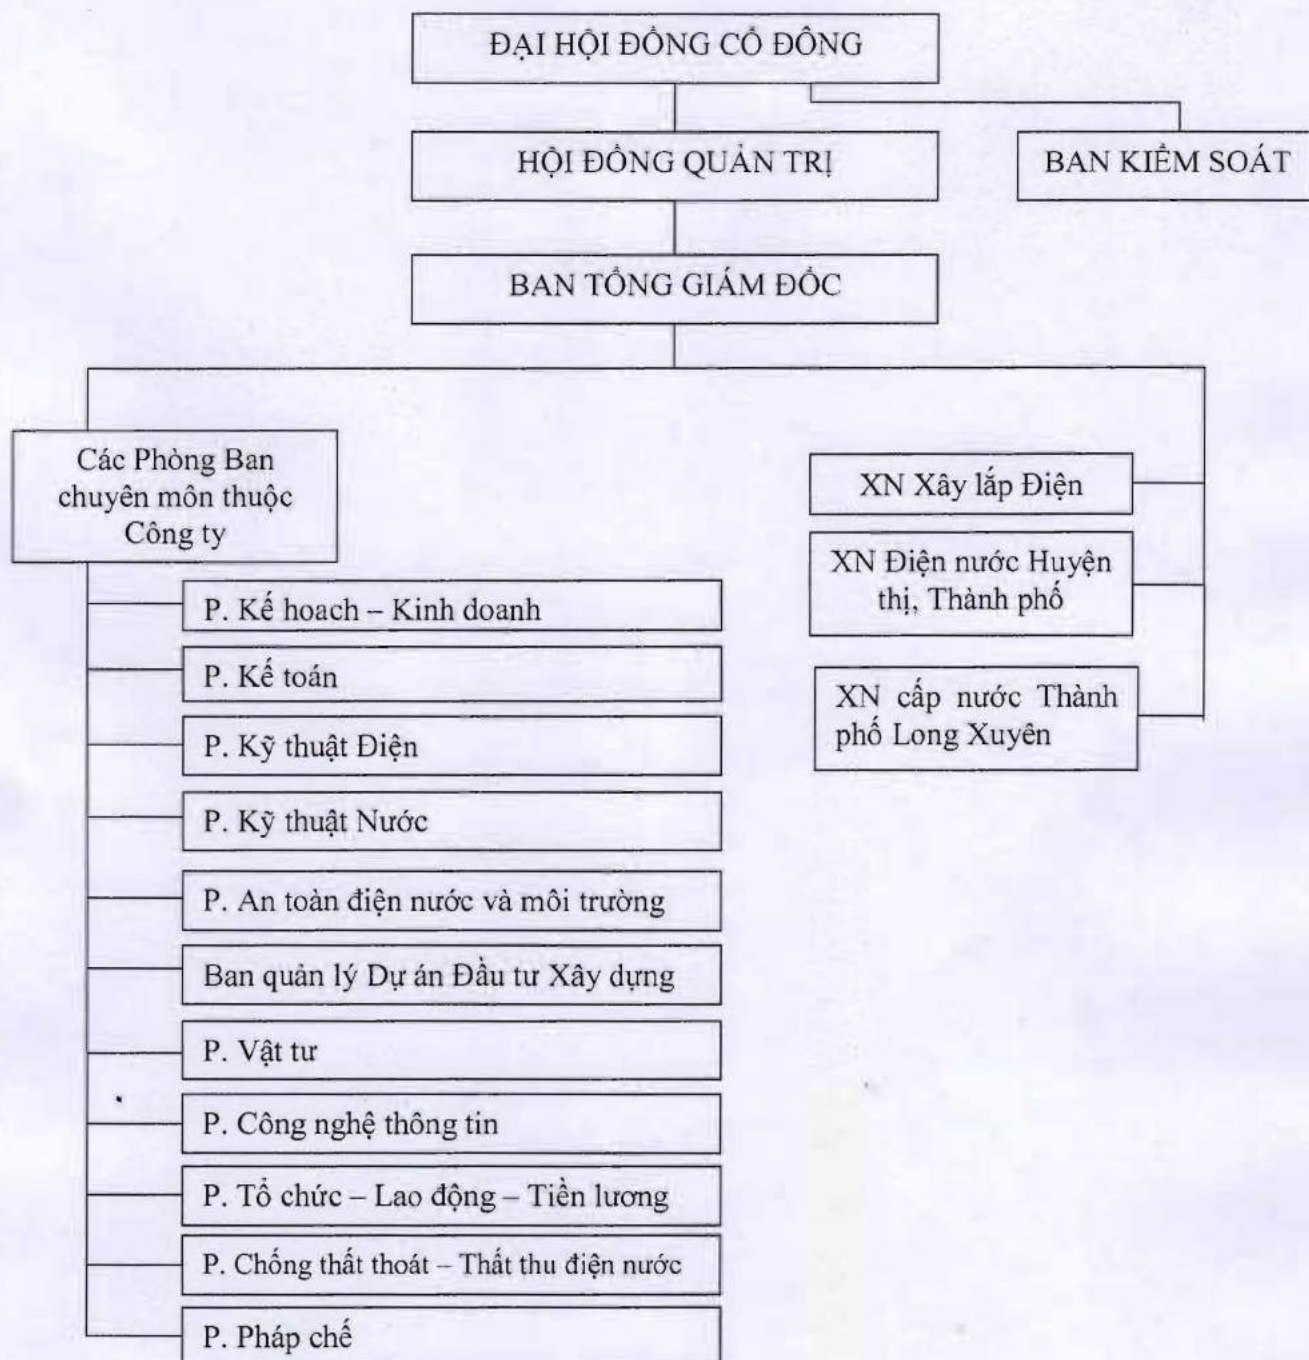 ĐẠI HỘI ĐỒNG CỔ ĐÔNG
HỘI ĐỒNG QUẢN TRỊ
BAN KIỂM SOÁT
BAN TỔNG GIÁM ĐỐC
Các Phòng Ban
chuyên môn thuộc
Công ty
P. Kế hoach – Kinh doanh
P. Kế toán
P. Kỹ thuật Điện
P. Kỹ thuật Nước
P. An toàn điện nước và môi trường
Ban quản lý Dự án Đầu tư Xây dựng
P. Vật tư
P. Công nghệ thông tin
P. Tổ chức – Lao động – Tiền lương
P. Chống thất thoát – Thất thu điện nước
P. Pháp chế
XN Xây lắp Điện
XN Điện nước Huyện
thị, Thành phố
XN cấp nước Thành
phố Long Xuyên